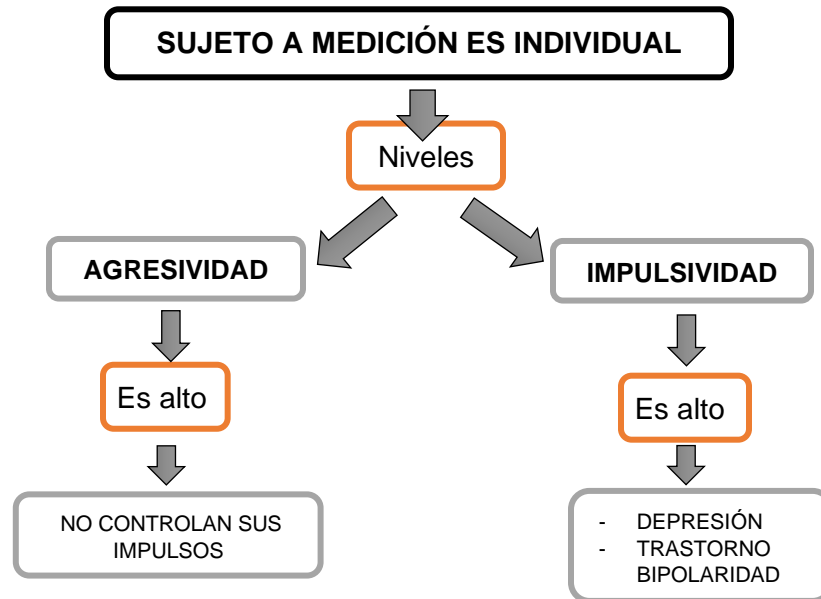 SUJETO A MEDICIÓN ES INDIVIDUAL
Niveles
AGRESIVIDAD
IMPULSIVIDAD
Es alto
Es alto
NO CONTROLAN SUS
IMPULSOS
- DEPRESIÓN
- TRASTORNO
BIPOLARIDAD